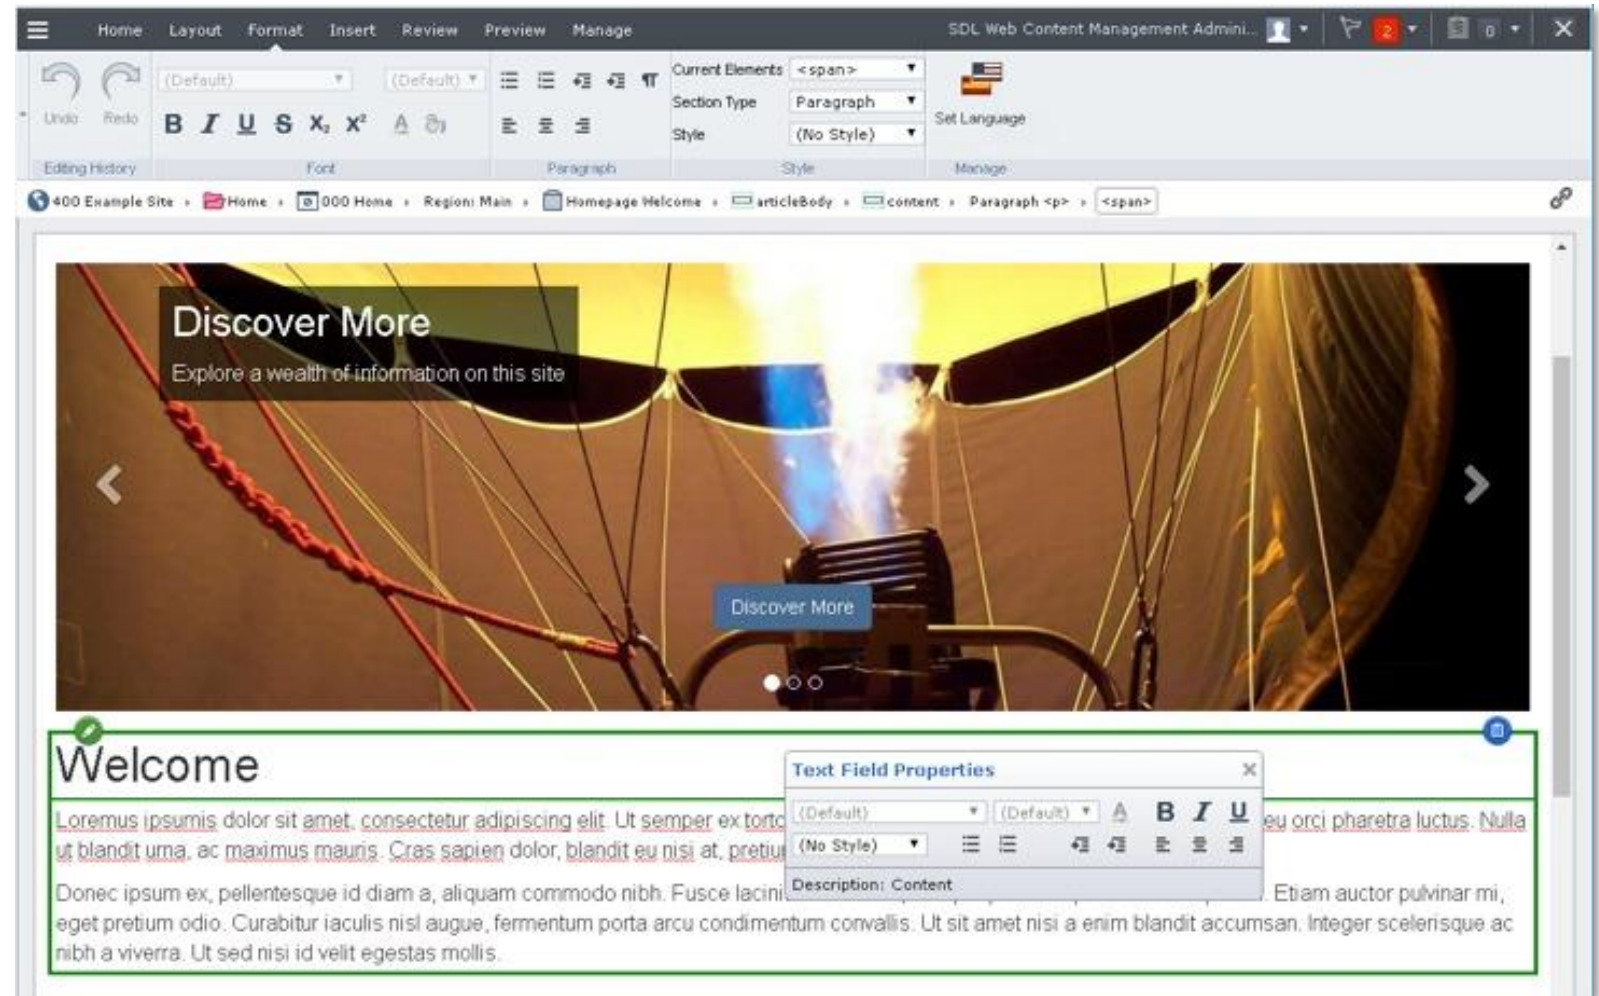 Home Layout Format Insert Review Preview Manage SDL Web Content Management Admini... 2 0
(Default) (Default) Current Elements <span>
Undo Redo B I U S X₂ X² A Section Type Paragraph Set Language
Style (No Style)
Editing History Font Paragraph Style Manage
400 Example Site Home 000 Home Region: Main Homepage Welcome articleBody content Paragraph <p> <span>
Discover More
Explore a wealth of information on this site
Discover More
Welcome
Text Field Properties
(Default) (Default) A B I U
(No Style)
Description: Content
Loremus ipsumis dolor sit amet, consectetur adipiscing elit. Ut semper ex torto eu orci pharetra luctus. Nulla
ut blandit urna, ac maximus mauris. Cras sapien dolor, blandit eu nisi at, pretiu
Donec ipsum ex, pellentesque id diam a, aliquam commodo nibh. Fusce lacini . Etiam auctor pulvinar mi,
eget pretium odio. Curabitur iaculis nisl augue, fermentum porta arcu condimentum convallis. Ut sit amet nisi a enim blandit accumsan. Integer scelerisque ac
nibh a viverra. Ut sed nisi id velit egestas mollis.